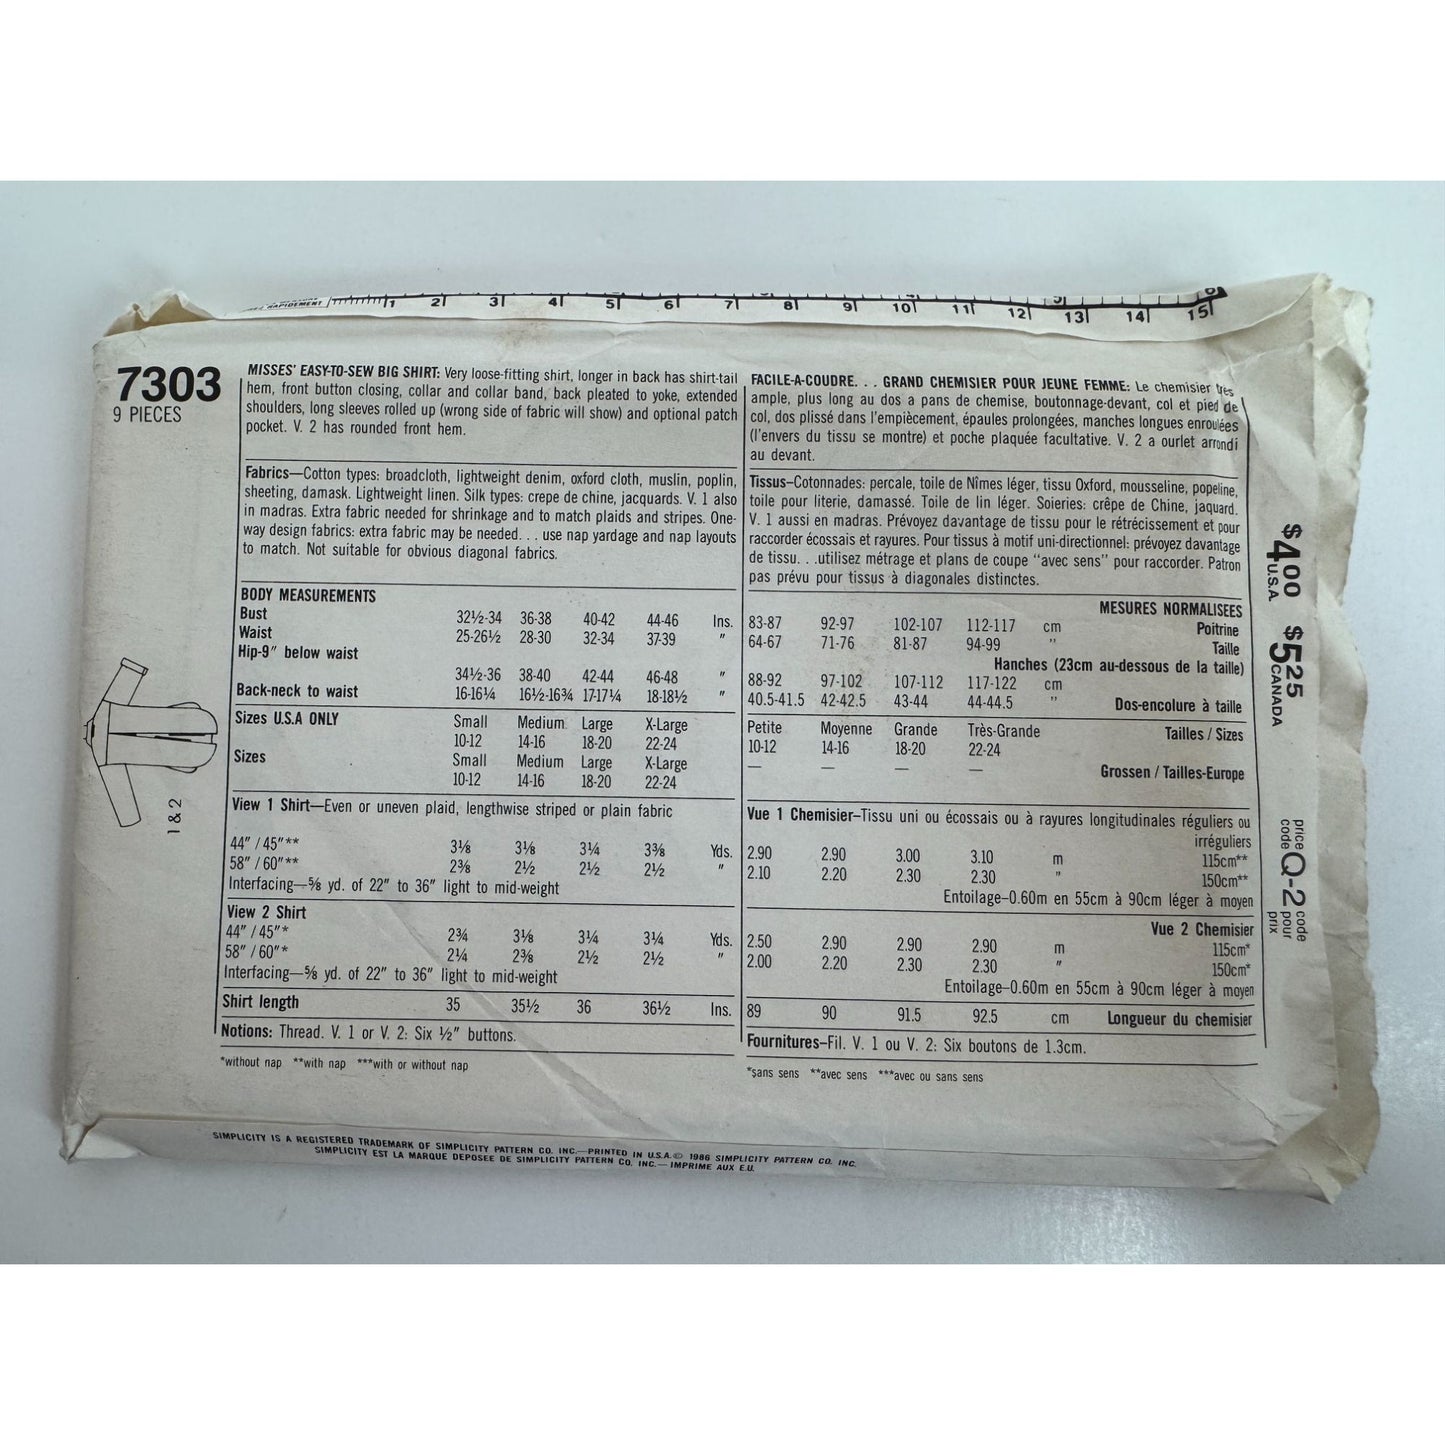 RAPIDEMENT 1 2 3 4 5 6 7 8 9 10 11 12 13 14 15
7303
9 PIECES
MISSES' EASY-TO-SEW BIG SHIRT: Very loose-fitting shirt, longer in back has shirt-tail
hem, front button closing, collar and collar band, back pleated to yoke, extended
shoulders, long sleeves rolled up (wrong side of fabric will show) and optional patch
pocket. V. 2 has rounded front hem.
Fabrics—Cotton types: broadcloth, lightweight denim, oxford cloth, muslin, poplin,
sheeting, damask. Lightweight linen. Silk types: crepe de chine, jacquards. V. 1 also
in madras. Extra fabric needed for shrinkage and to match plaids and stripes. One-
way design fabrics: extra fabric may be needed. . . use nap yardage and nap layouts
to match. Not suitable for obvious diagonal fabrics.
BODY MEASUREMENTS
Bust 32½-34 36-38 40-42 44-46 Ins.
Waist 25-26½ 28-30 32-34 37-39 "
Hip-9" below waist
34½-36 38-40 42-44 46-48 "
Back-neck to waist 16-16¼ 16½-16¾ 17-17¼ 18-18½ "
Sizes U.S.A ONLY Small Medium Large X-Large
10-12 14-16 18-20 22-24
Sizes Small Medium Large X-Large
10-12 14-16 18-20 22-24
View 1 Shirt—Even or uneven plaid, lengthwise striped or plain fabric
44" / 45"** 3⅛ 3⅛ 3¼ 3⅜ Yds.
58" / 60"** 2⅜ 2½ 2½ 2½ "
Interfacing—⅝ yd. of 22" to 36" light to mid-weight
View 2 Shirt
44" / 45"* 2¾ 3⅛ 3¼ 3¼ Yds.
58" / 60"* 2¼ 2⅜ 2½ 2½ "
Interfacing—⅝ yd. of 22" to 36" light to mid-weight
Shirt length 35 35½ 36 36½ Ins.
Notions: Thread. V. 1 or V. 2: Six ½" buttons.
*without nap **with nap ***with or without nap
FACILE-A-COUDRE. . . GRAND CHEMISIER POUR JEUNE FEMME: Le chemisier très
ample, plus long au dos a pans de chemise, boutonnage-devant, col et pied de
col, dos plissé dans l'empiècement, épaules prolongées, manches longues enroulées
(l'envers du tissu se montre) et poche plaquée facultative. V. 2 a ourlet arrondi
au devant.
Tissus—Cotonnades: percale, toile de Nîmes léger, tissu Oxford, mousseline, popeline,
toile pour literie, damassé. Toile de lin léger. Soieries: crêpe de Chine, jaquard.
V. 1 aussi en madras. Prévoyez davantage de tissu pour le rétrécissement et pour
raccorder écossais et rayures. Pour tissus à motif uni-directionnel: prévoyez davantage
de tissu. . .utilisez métrage et plans de coupe "avec sens" pour raccorder. Patron
pas prévu pour tissus à diagonales distinctes.
MESURES NORMALISEES
83-87 92-97 102-107 112-117 cm Poitrine
64-67 71-76 81-87 94-99 " Taille
Hanches (23cm au-dessous de la taille)
88-92 97-102 107-112 117-122 cm
40.5-41.5 42-42.5 43-44 44-44.5 " Dos-encolure à taille
Petite Moyenne Grande Très-Grande Tailles / Sizes
10-12 14-16 18-20 22-24
— — — — Grossen / Tailles-Europe
Vue 1 Chemisier—Tissu uni ou écossais ou à rayures longitudinales réguliers ou
irréguliers
2.90 2.90 3.00 3.10 m 115cm**
2.10 2.20 2.30 2.30 " 150cm**
Entoilage-0.60m en 55cm à 90cm léger à moyen
Vue 2 Chemisier
2.50 2.90 2.90 2.90 m 115cm*
2.00 2.20 2.30 2.30 " 150cm*
Entoilage-0.60m en 55cm à 90cm léger à moyen
89 90 91.5 92.5 cm Longueur du chemisier
Fournitures—Fil. V. 1 ou V. 2: Six boutons de 1.3cm.
*sans sens **avec sens ***avec ou sans sens
1 & 2
$4.00 U.S.A. $5.25 CANADA
price code Q-2 code pour prix
SIMPLICITY IS A REGISTERED TRADEMARK OF SIMPLICITY PATTERN CO. INC.—PRINTED IN U.S.A.© 1986 SIMPLICITY PATTERN CO. INC.
SIMPLICITY EST LA MARQUE DEPOSEE DE SIMPLICITY PATTERN CO. INC.—IMPRIME AUX E.U.